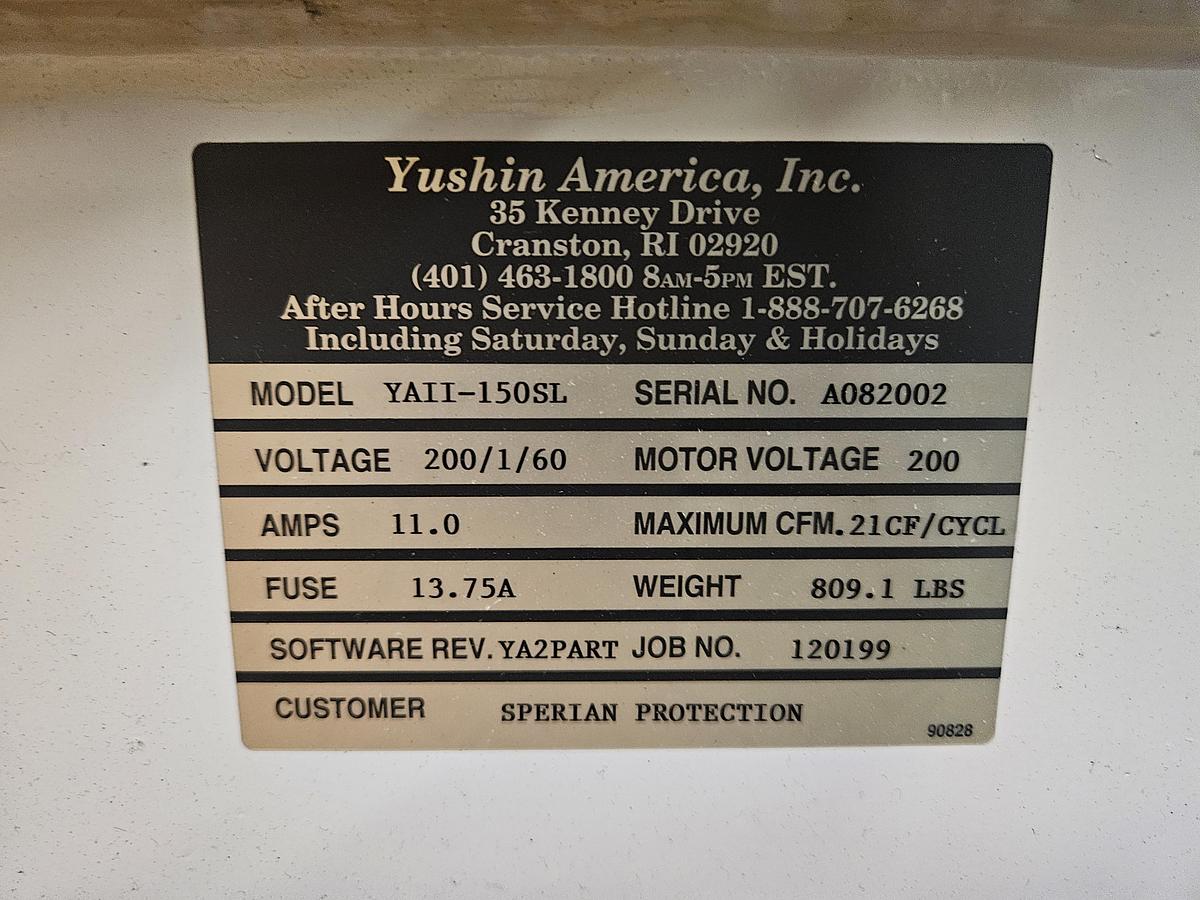 Yushin America, Inc.
35 Kenney Drive
Cranston, RI 02920
(401) 463-1800 8AM-5PM EST.
After Hours Service Hotline 1-888-707-6268
Including Saturday, Sunday & Holidays
MODEL YAII-150SL SERIAL NO. A082002
VOLTAGE 200/1/60 MOTOR VOLTAGE 200
AMPS 11.0 MAXIMUM CFM. 21CF/CYCL
FUSE 13.75A WEIGHT 809.1 LBS
SOFTWARE REV. YA2PART JOB NO. 120199
CUSTOMER SPERIAN PROTECTION
90828